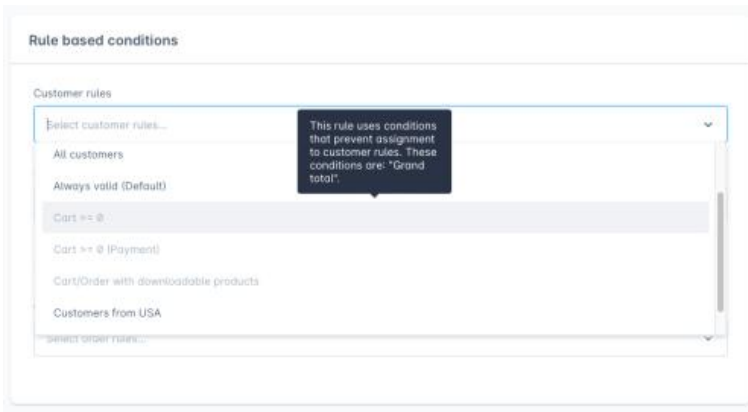 Rule based conditions
Customer rules
Select customer rules...
This rule uses conditions
that prevent assignment
to customer rules. These
conditions are: "Grand
total".
All customers
Always valid (Default)
Cart >= 0
Cart >= 0 (Payment)
Cart/Order with downloadable products
Customers from USA
Select order rules...